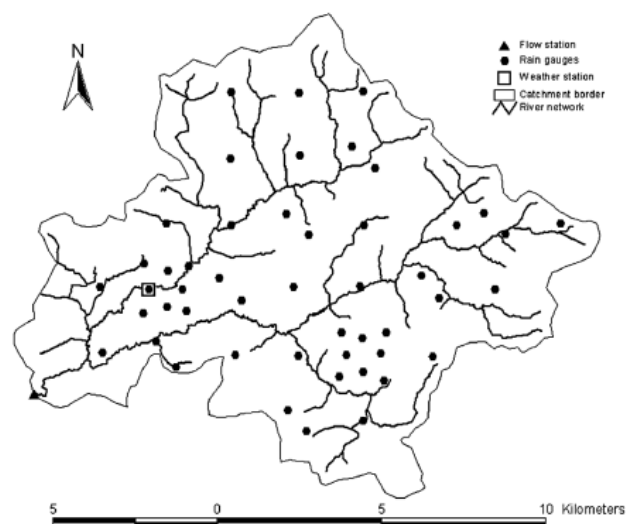 N
Flow station
Rain gauges
Weather station
Catchment border
River network
5 0 5 10 Kilometers